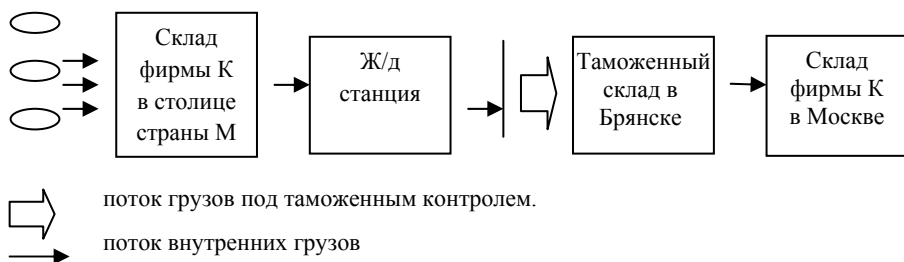 Склад
фирмы К
в столице
страны М
Ж/д
станция
Таможенный
склад в
Брянске
Склад
фирмы К
в Москве
поток грузов под таможенным контролем.
поток внутренних грузов